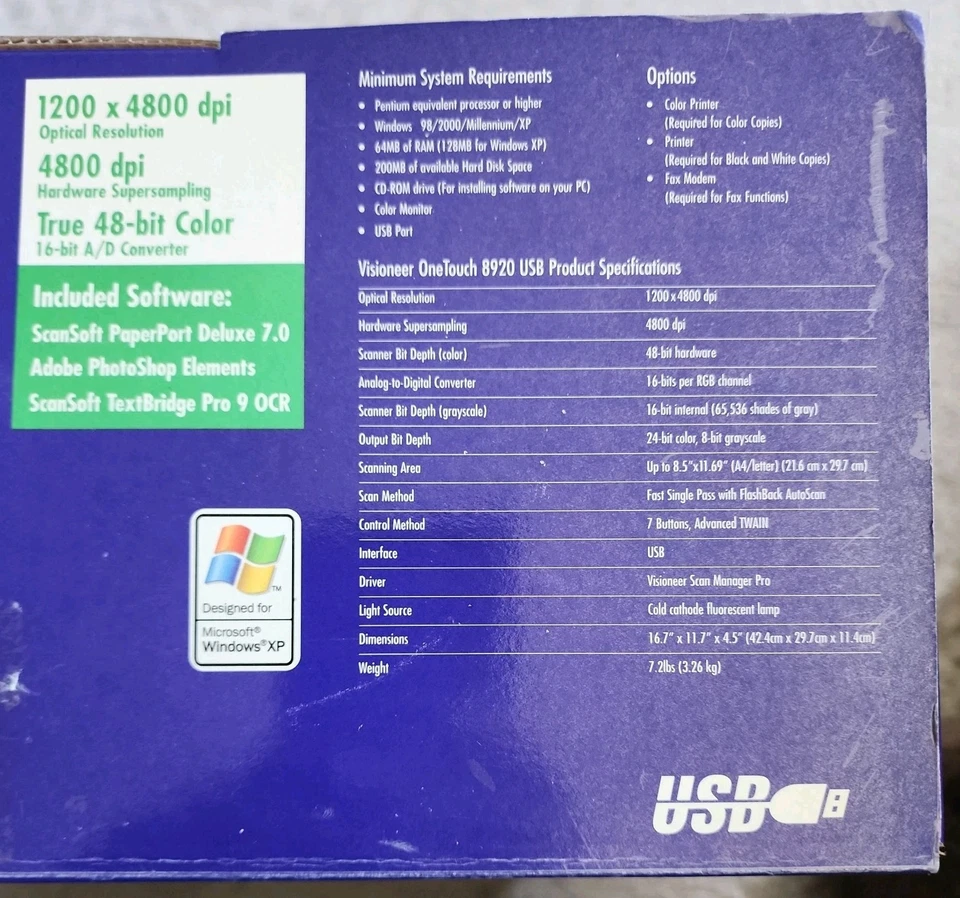 1200 x 4800 dpi
Optical Resolution
4800 dpi
Hardware Supersampling
True 48-bit Color
16-bit A/D Converter
Included Software:
ScanSoft PaperPort Deluxe 7.0
Adobe PhotoShop Elements
ScanSoft TextBridge Pro 9 OCR
Designed for
Microsoft®
Windows®XP
TM
Minimum System Requirements
• Pentium equivalent processor or higher
• Windows 98/2000/Millennium/XP
• 64MB of RAM (128MB for Windows XP)
• 200MB of available Hard Disk Space
• CD-ROM drive (For installing software on your PC)
• Color Monitor
• USB Port
Options
• Color Printer
(Required for Color Copies)
• Printer
(Required for Black and White Copies)
• Fax Modem
(Required for Fax Functions)
Visioneer OneTouch 8920 USB Product Specifications
Optical Resolution 1200 x 4800 dpi
Hardware Supersampling 4800 dpi
Scanner Bit Depth (color) 48-bit hardware
Analog-to-Digital Converter 16-bits per RGB channel
Scanner Bit Depth (grayscale) 16-bit internal (65,536 shades of gray)
Output Bit Depth 24-bit color, 8-bit grayscale
Scanning Area Up to 8.5"x11.69" (A4/letter) (21.6 cm x 29.7 cm)
Scan Method Fast Single Pass with FlashBack AutoScan
Control Method 7 Buttons, Advanced TWAIN
Interface USB
Driver Visioneer Scan Manager Pro
Light Source Cold cathode fluorescent lamp
Dimensions 16.7" x 11.7" x 4.5" (42.4cm x 29.7cm x 11.4cm)
Weight 7.2lbs (3.26 kg)
USB